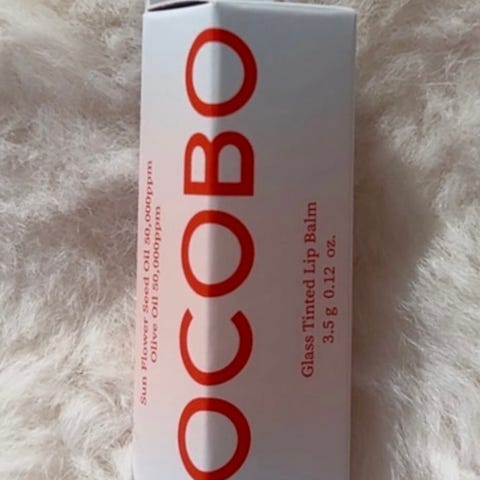 Sun Flower Seed Oil 50,000ppm
Olive Oil 50,000ppm
OCOBO
Glass Tinted Lip Balm
3.5 g 0.12 oz.